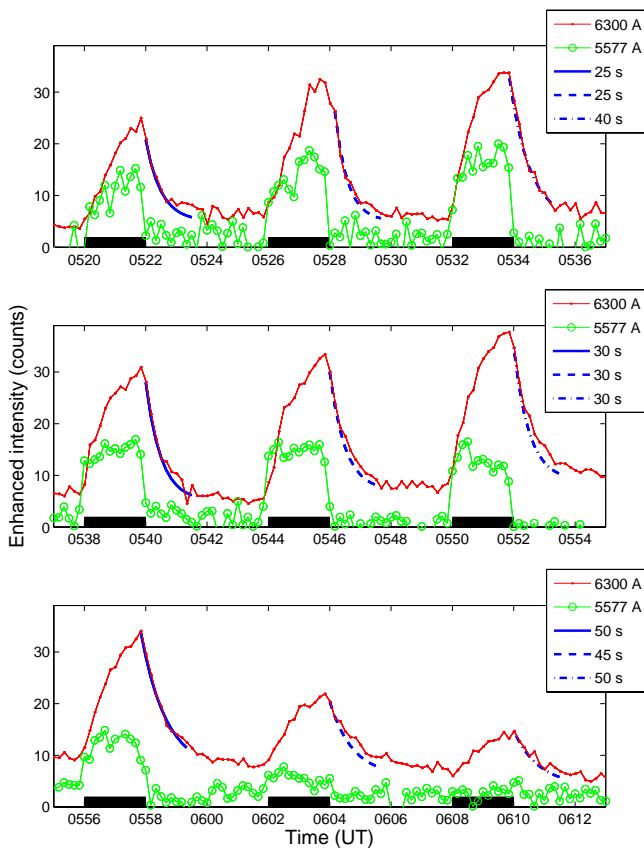 6300 A
5577 A
25 s
25 s
40 s
30
20
10
0
0520 0522 0524 0526 0528 0530 0532 0534 0536
6300 A
5577 A
30 s
30 s
30 s
30
20
10
0
0538 0540 0542 0544 0546 0548 0550 0552 0554
Enhanced intensity (counts)
6300 A
5577 A
50 s
45 s
50 s
30
20
10
0
0556 0558 0600 0602 0604 0606 0608 0610 0612
Time (UT)